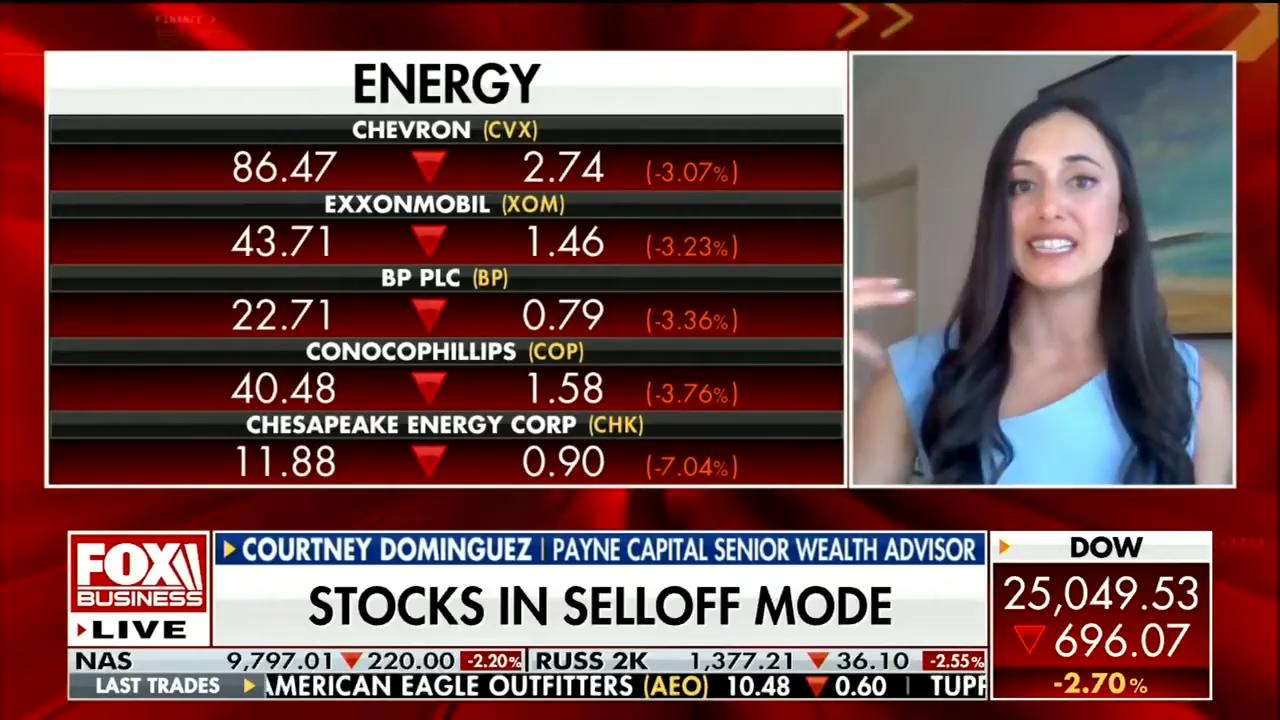 FINANCE
ENERGY
CHEVRON (CVX)
86.47 ▼ 2.74 (-3.07%)
EXXONMOBIL (XOM)
43.71 ▼ 1.46 (-3.23%)
BP PLC (BP)
22.71 ▼ 0.79 (-3.36%)
CONOCOPHILLIPS (COP)
40.48 ▼ 1.58 (-3.76%)
CHESAPEAKE ENERGY CORP (CHK)
11.88 ▼ 0.90 (-7.04%)
FOX
BUSINESS
LIVE
COURTNEY DOMINGUEZ | PAYNE CAPITAL SENIOR WEALTH ADVISOR
STOCKS IN SELLOFF MODE
DOW
25,049.53
▼ 696.07
-2.70%
NAS 9,797.01 ▼ 220.00 -2.20% RUSS 2K 1,377.21 ▼ 36.10 -2.55%
LAST TRADES AMERICAN EAGLE OUTFITTERS (AEO) 10.48 ▼ 0.60 | TUPP